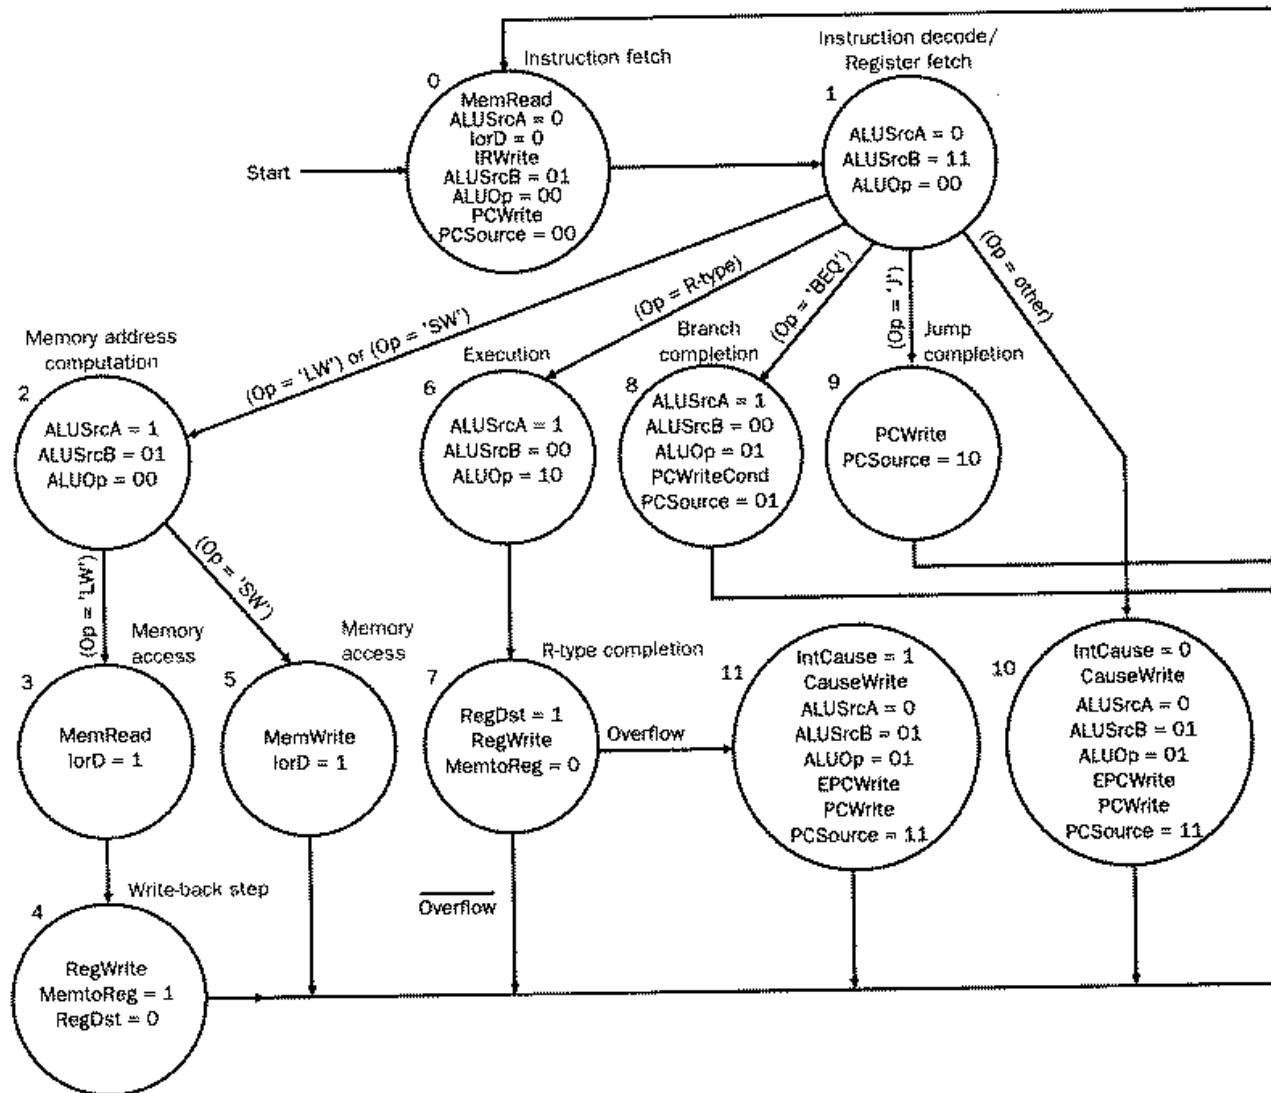 Instruction fetch
Instruction decode/
Register fetch
0
MemRead
ALUSrcA = 0
IorD = 0
IRWrite
ALUSrcB = 01
ALUOp = 00
PCWrite
PCSource = 00
Start
1
ALUSrcA = 0
ALUSrcB = 11
ALUOp = 00
(Op = 'LW') or (Op = 'SW')
(Op = R-type)
(Op = 'BEQ')
(Op = 'J')
(Op = other)
Memory address
computation
2
ALUSrcA = 1
ALUSrcB = 01
ALUOp = 00
Execution
6
ALUSrcA = 1
ALUSrcB = 00
ALUOp = 10
Branch
completion
8
ALUSrcA = 1
ALUSrcB = 00
ALUOp = 01
PCWriteCond
PCSource = 01
Jump
completion
9
PCWrite
PCSource = 10
(Op = 'LW')
(Op = 'SW')
Memory
access
3
MemRead
IorD = 1
Memory
access
5
MemWrite
IorD = 1
R-type completion
7
RegDst = 1
RegWrite
MemtoReg = 0
Overflow
Overflow
11
IntCause = 1
CauseWrite
ALUSrcA = 0
ALUSrcB = 01
ALUOp = 01
EPCWrite
PCWrite
PCSource = 11
10
IntCause = 0
CauseWrite
ALUSrcA = 0
ALUSrcB = 01
ALUOp = 01
EPCWrite
PCWrite
PCSource = 11
Write-back step
4
RegWrite
MemtoReg = 1
RegDst = 0